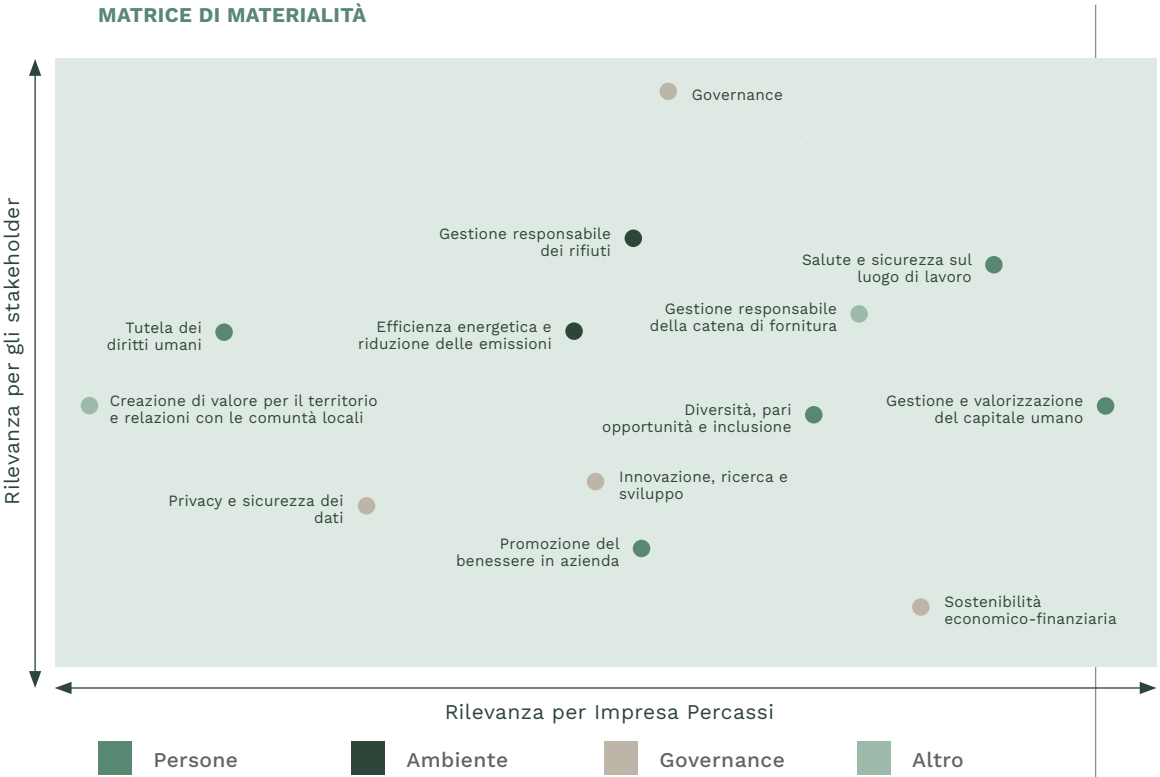 MATRICE DI MATERIALITÀ
Rilevanza per gli stakeholder
Governance
Gestione responsabile
dei rifiuti
Salute e sicurezza sul
luogo di lavoro
Gestione responsabile
della catena di fornitura
Tutela dei
diritti umani
Efficienza energetica e
riduzione delle emissioni
Creazione di valore per il territorio
e relazioni con le comuntà locali
Diversità, pari
opportunità e inclusione
Gestione e valorizzazione
del capitale umano
Innovazione, ricerca e
sviluppo
Privacy e sicurezza dei
dati
Promozione del
benessere in azienda
Sostenibilità
economico-finanziaria
Rilevanza per Impresa Percassi
Persone
Ambiente
Governance
Altro